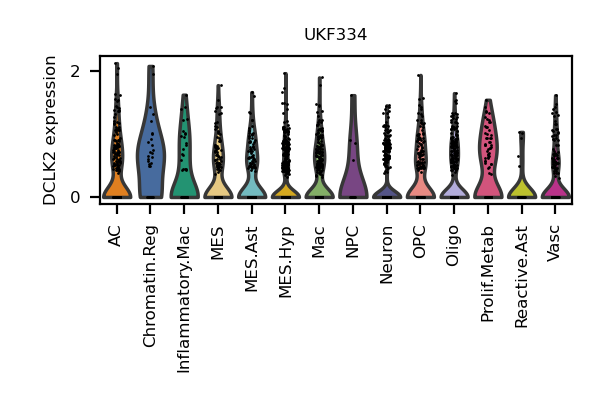 UKF334
DCLK2 expression
2
0
AC
Chromatin.Reg
Inflammatory.Mac
MES
MES.Ast
MES.Hyp
Mac
NPC
Neuron
OPC
Oligo
Prolif.Metab
Reactive.Ast
Vasc